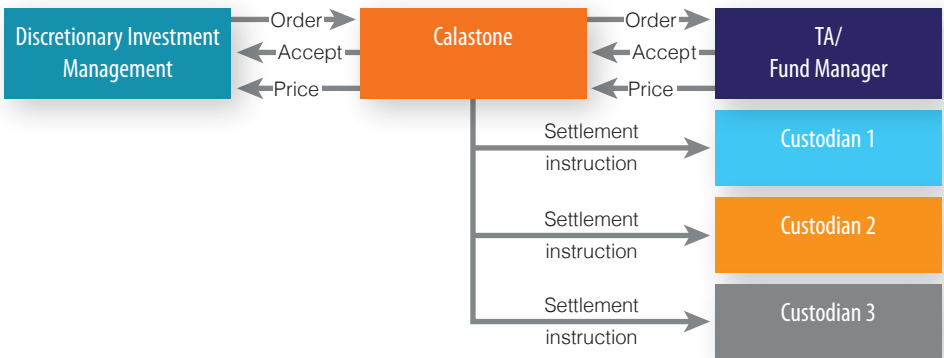 Discretionary Investment
Management
Order
Accept
Price
Calastone
Order
Accept
Price
TA/
Fund Manager
Settlement
instruction
Custodian 1
Settlement
instruction
Custodian 2
Settlement
instruction
Custodian 3